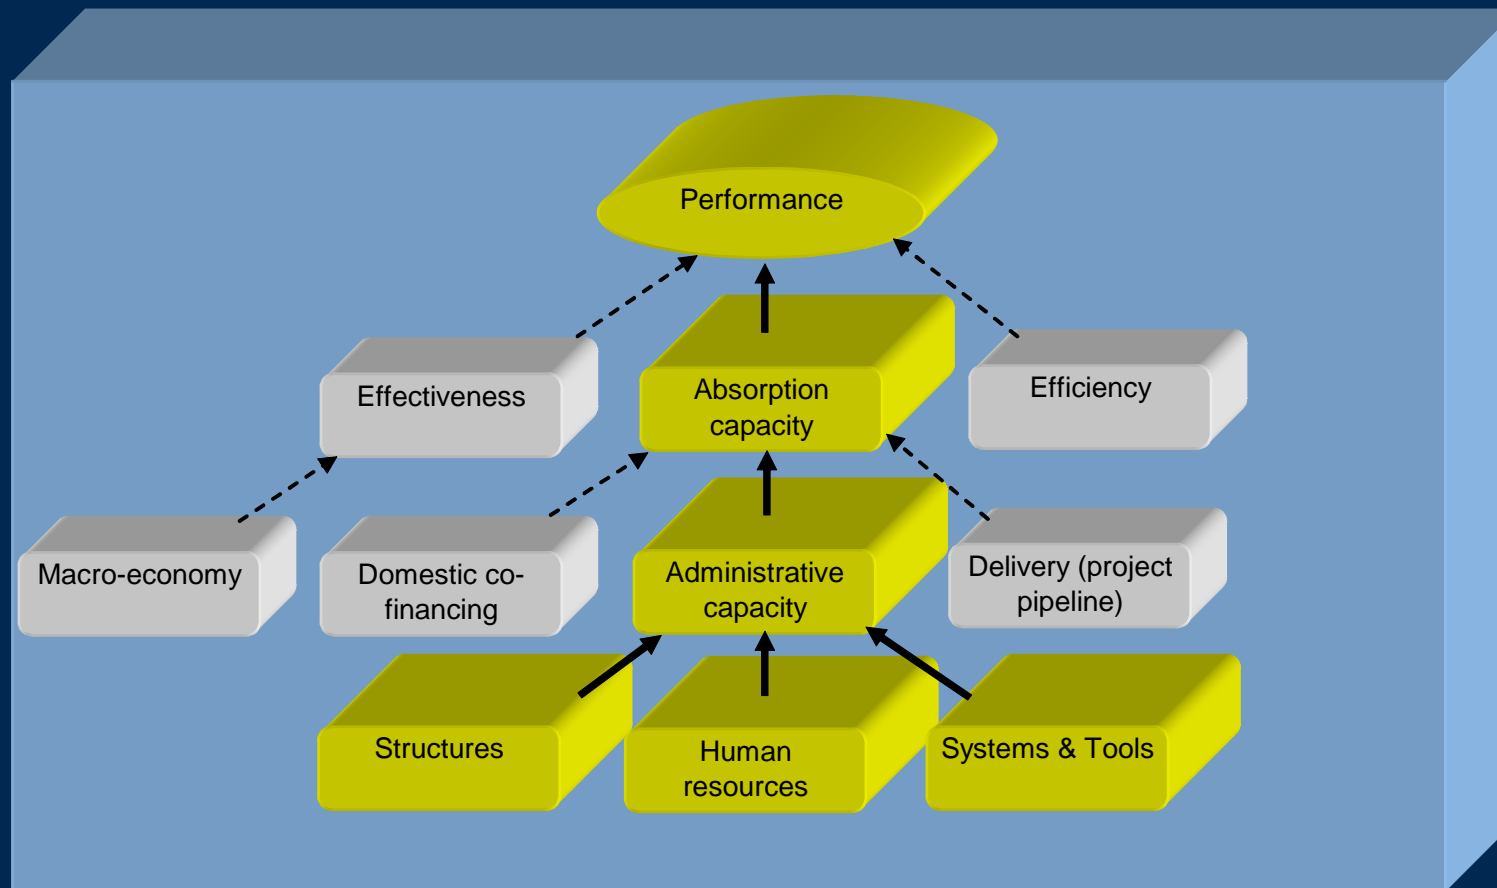 Performance
Effectiveness
Absorption
capacity
Efficiency
Macro-economy
Domestic co-
financing
Administrative
capacity
Delivery (project
pipeline)
Structures
Human
resources
Systems & Tools